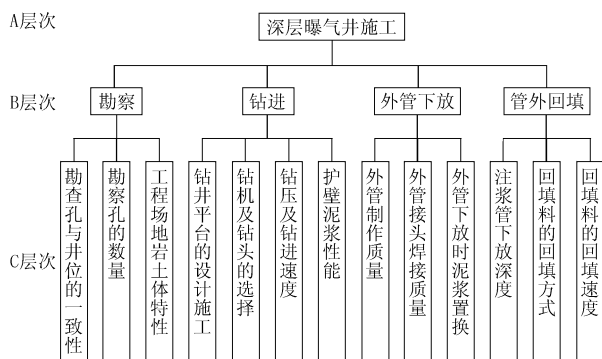 A层次
深层曝气井施工
B层次
勘察
钻进
外管下放
管外回填
C层次
勘查孔与井位的一致性
勘察孔的数量
工程场地岩土体特性
钻井平台的设计施工
钻机及钻头的选择
钻压及钻进速度
护壁泥浆性能
外管制作质量
外管接头焊接质量
外管下放时泥浆置换
注浆管下放深度
回填料的回填方式
回填料的回填速度